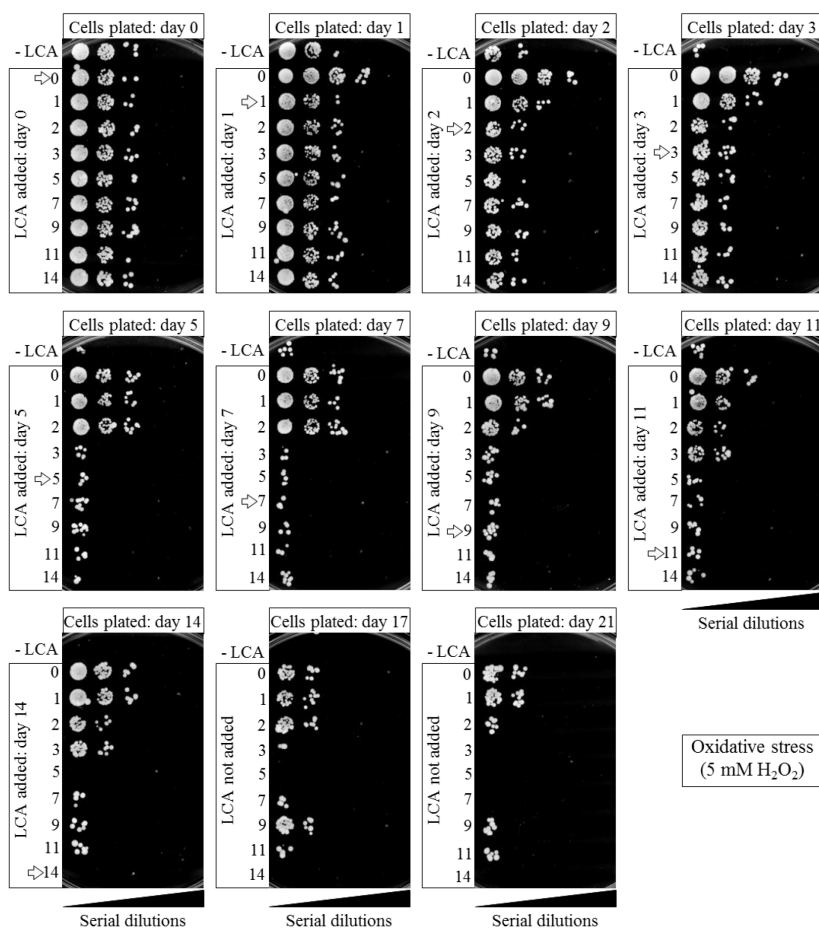 Cells plated: day 0
- LCA
LCA added: day 0
0
1
2
3
5
7
9
11
14
Cells plated: day 1
- LCA
LCA added: day 1
0
1
2
3
5
7
9
11
14
Cells plated: day 2
- LCA
LCA added: day 2
0
1
2
3
5
7
9
11
14
Cells plated: day 3
- LCA
LCA added: day 3
0
1
2
3
5
7
9
11
14
Cells plated: day 5
- LCA
LCA added: day 5
0
1
2
3
5
7
9
11
14
Cells plated: day 7
- LCA
LCA added: day 7
0
1
2
3
5
7
9
11
14
Cells plated: day 9
- LCA
LCA added: day 9
0
1
2
3
5
7
9
11
14
Cells plated: day 11
- LCA
LCA added: day 11
0
1
2
3
5
7
9
11
14
Serial dilutions
Cells plated: day 14
- LCA
LCA added: day 14
0
1
2
3
5
7
9
11
14
Serial dilutions
Cells plated: day 17
- LCA
LCA not added
0
1
2
3
5
7
9
11
14
Serial dilutions
Cells plated: day 21
- LCA
LCA not added
0
1
2
3
5
7
9
11
14
Serial dilutions
Oxidative stress
(5 mM H₂O₂)